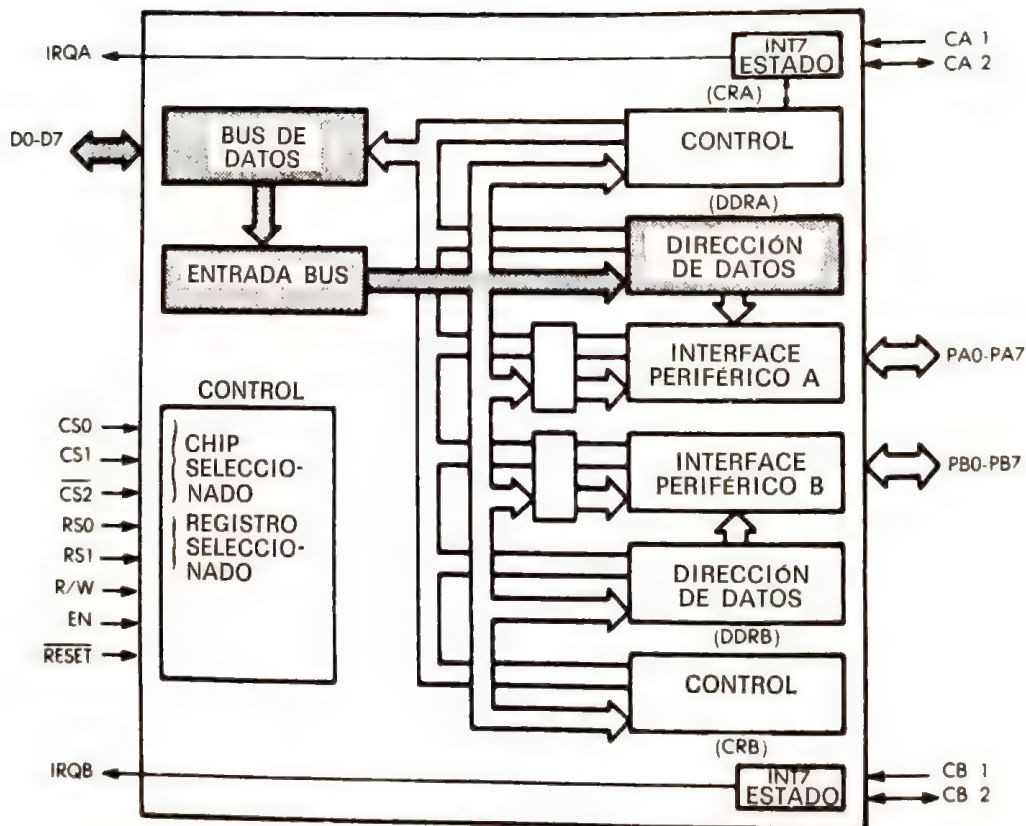 IRQA
INT7
ESTADO
CA 1
CA 2
(CRA)
D0-D7
BUS DE
DATOS
CONTROL
(DDRA)
ENTRADA BUS
DIRECCIÓN
DE DATOS
INTERFACE
PERIFÉRICO A
PA0-PA7
CONTROL
CS0
CS1
CS2
RS0
RS1
R/W
EN
RESET
CHIP
SELECCIO-
NADO
REGISTRO
SELECCIO-
NADO
INTERFACE
PERIFÉRICO B
PB0-PB7
DIRECCIÓN
DE DATOS
(DDRB)
CONTROL
(CRB)
IRQB
INT7
ESTADO
CB 1
CB 2